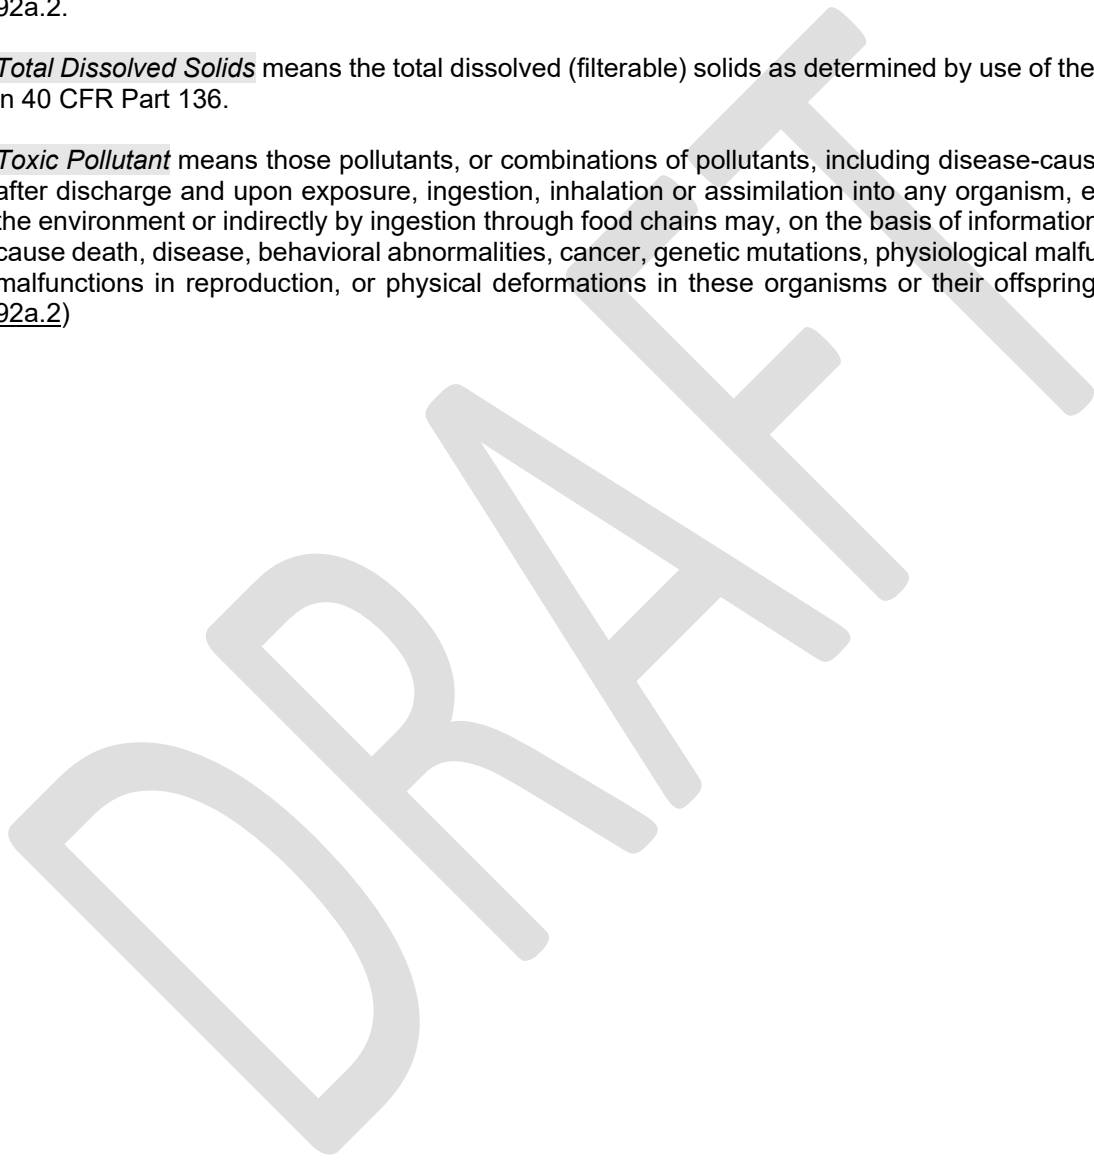 92a.2.
Total Dissolved Solids means the total dissolved (filterable) solids as determined by use of the
in 40 CFR Part 136.
Toxic Pollutant means those pollutants, or combinations of pollutants, including disease-caus
after discharge and upon exposure, ingestion, inhalation or assimilation into any organism, e
the environment or indirectly by ingestion through food chains may, on the basis of information
cause death, disease, behavioral abnormalities, cancer, genetic mutations, physiological malfu
malfunctions in reproduction, or physical deformations in these organisms or their offspring
92a.2)
DRAFT